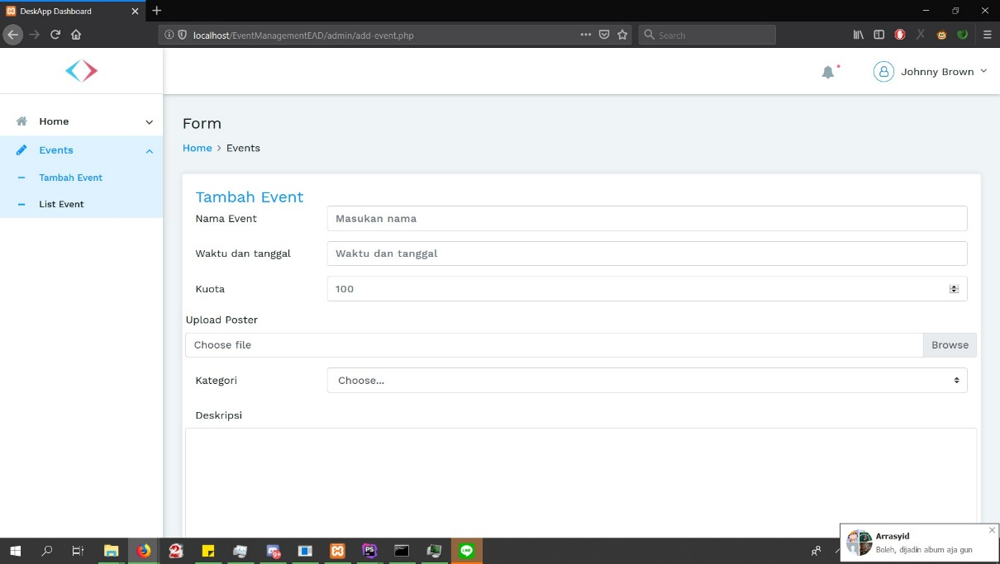 DeskApp Dashboard
localhost/EventManagementEAD/admin/add-event.php
Search
Johnny Brown
Home
Events
Tambah Event
List Event
Form
Home > Events
Tambah Event
Nama Event
Masukan nama
Waktu dan tanggal
Waktu dan tanggal
Kuota
100
Upload Poster
Choose file
Browse
Kategori
Choose...
Deskripsi
PS
LINE
Arrasyid
Boleh, dijadin album aja gun